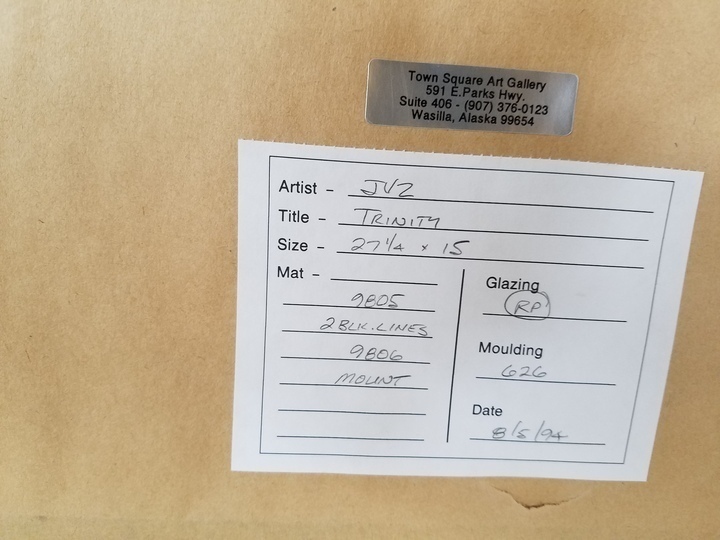 Town Square Art Gallery
591 E.Parks Hwy.
Suite 406 - (907) 376-0123
Wasilla, Alaska 99654
Artist - JVZ
Title - TRINITY
Size - 27 1/4 x 15
Mat -
9805
2 BLK. LINES
9806
MOUNT
Glazing
RP
Moulding
626
Date
8/5/94